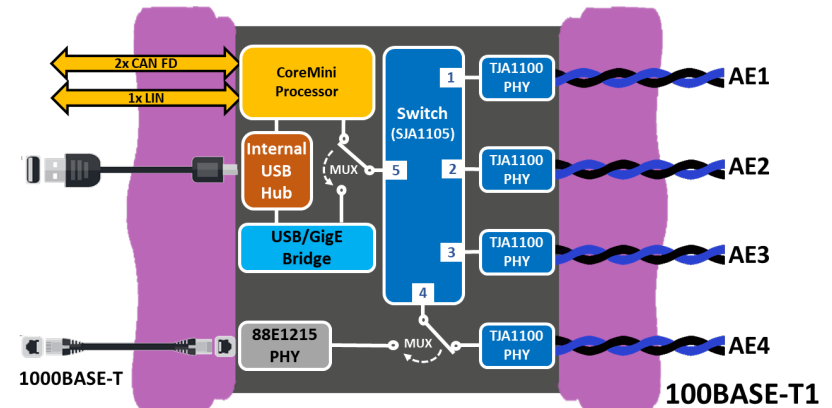 2x CAN FD
1x LIN
CoreMini
Processor
Internal
USB
Hub
MUX
USB/GigE
Bridge
Switch
(SJA1105)
1
2
3
4
5
TJA1100
PHY
AE1
TJA1100
PHY
AE2
TJA1100
PHY
AE3
88E1215
PHY
MUX
TJA1100
PHY
AE4
1000BASE-T
100BASE-T1